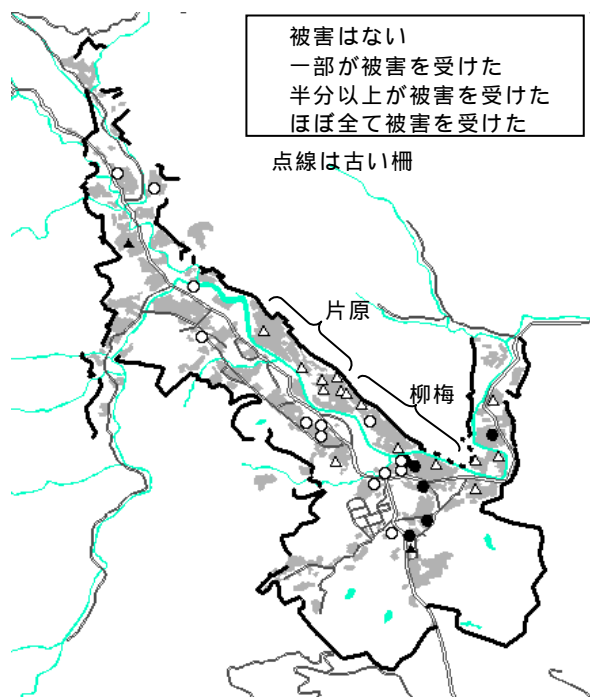 被害はない
一部が被害を受けた
半分以上が被害を受けた
ほぼ全て被害を受けた
点線は古い柵
片原
柳梅